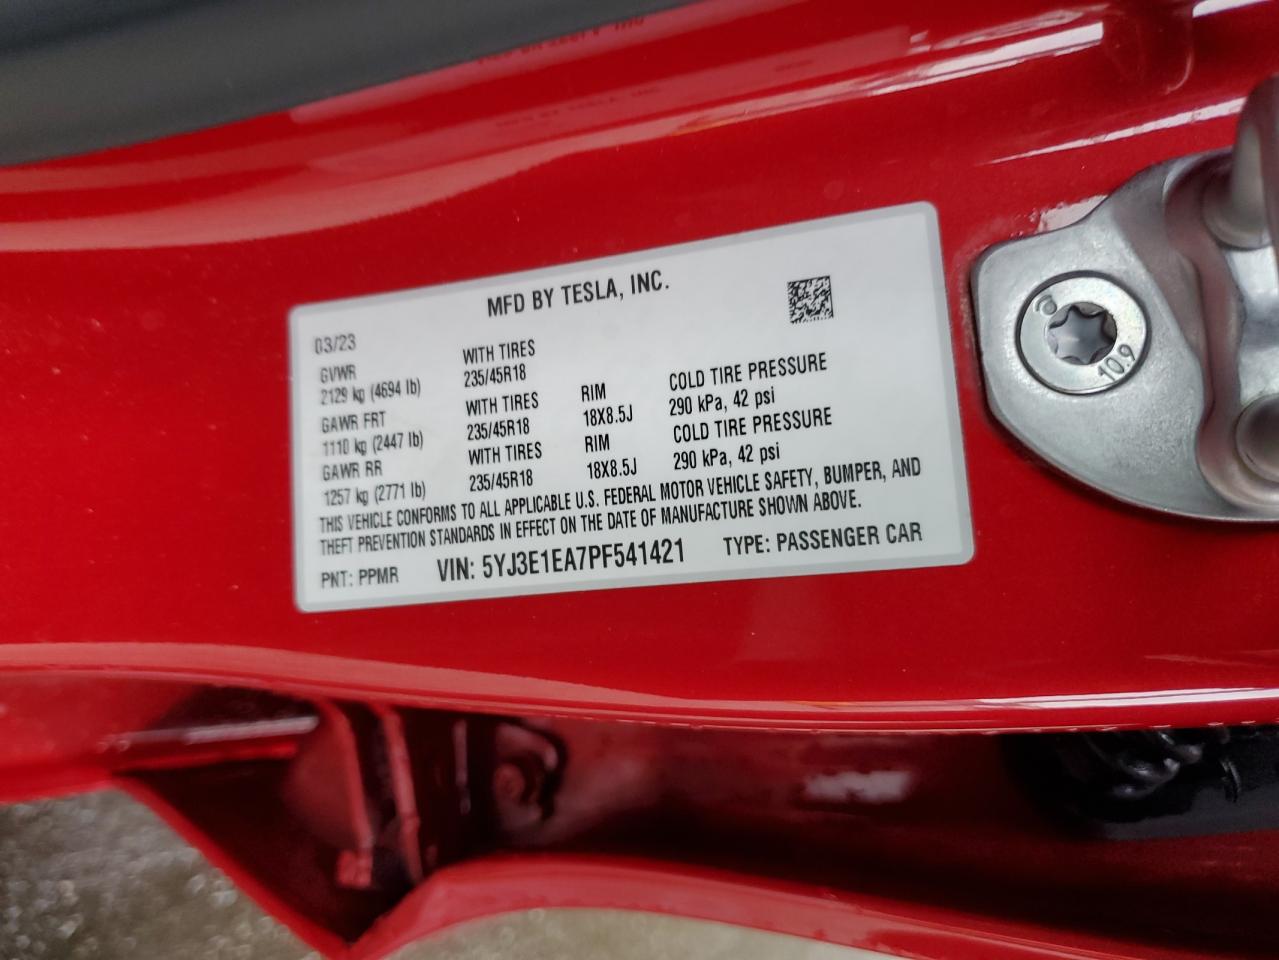 MFD BY TESLA, INC.
03/23
GVWR WITH TIRES
2129 kg (4694 lb) 235/45R18 RIM COLD TIRE PRESSURE
GAWR FRT WITH TIRES 18X8.5J 290 kPa, 42 psi
1110 kg (2447 lb) 235/45R18 RIM COLD TIRE PRESSURE
GAWR RR WITH TIRES 18X8.5J 290 kPa, 42 psi
1257 kg (2771 lb) 235/45R18
THIS VEHICLE CONFORMS TO ALL APPLICABLE U.S. FEDERAL MOTOR VEHICLE SAFETY, BUMPER, AND
THEFT PREVENTION STANDARDS IN EFFECT ON THE DATE OF MANUFACTURE SHOWN ABOVE.
PNT: PPMR VIN: 5YJ3E1EA7PF541421 TYPE: PASSENGER CAR
10.9